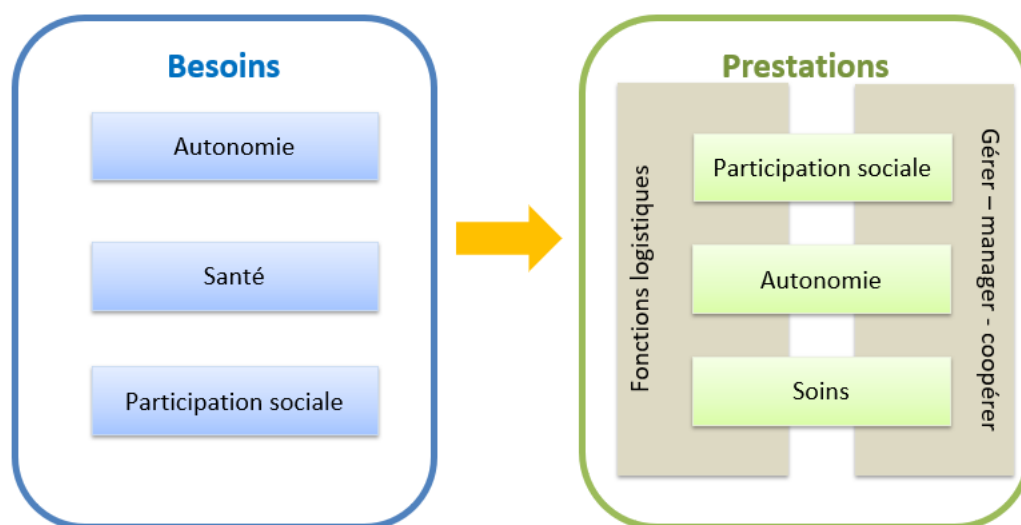 Besoins
Autonomie
Santé
Participation sociale
Prestations
Fonctions logistiques
Participation sociale
Autonomie
Soins
Gérer – manager - coopérer